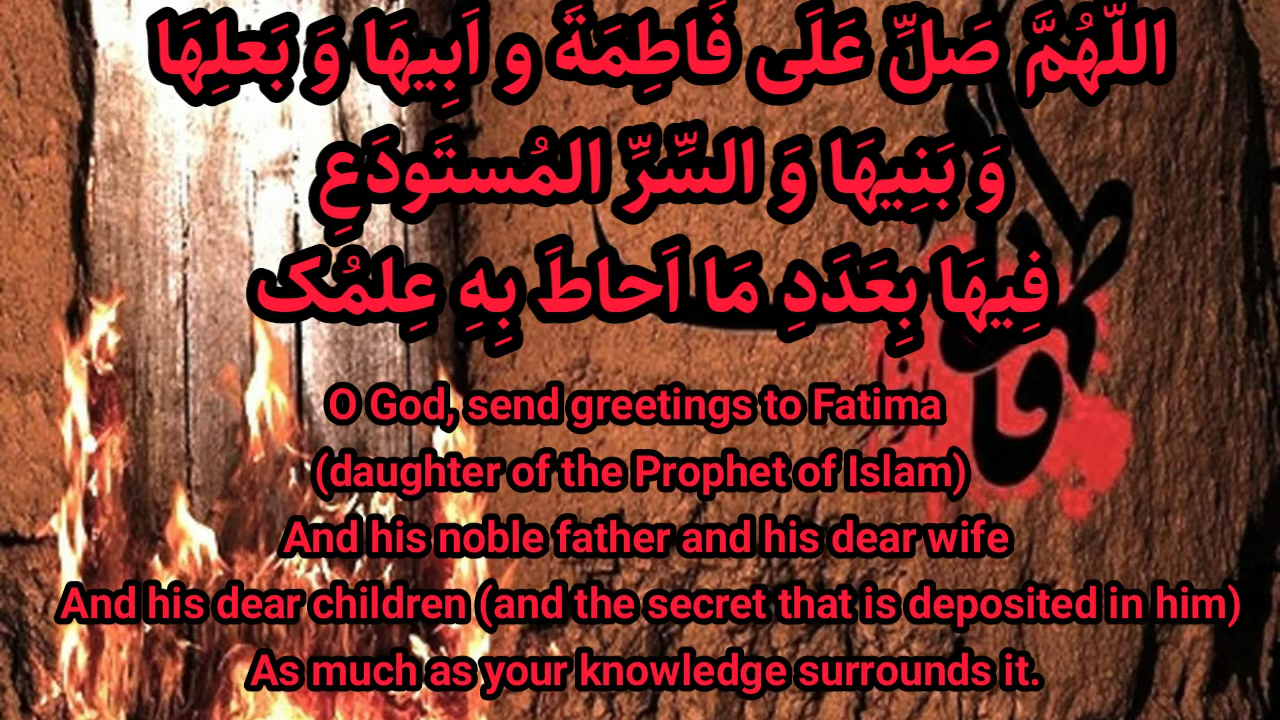 اللّهُمَّ صَلِّ عَلَى فَاطِمَةَ و اَبِيهَا وَ بَعلِهَا
وَ بَنِيهَا وَ السِّرِّ المُستَودَعِ
فِيهَا بِعَدَدِ مَا اَحاطَ بِهِ عِلمُک
O God, send greetings to Fatima
(daughter of the Prophet of Islam)
And his noble father and his dear wife
And his dear children (and the secret that is deposited in him)
As much as your knowledge surrounds it.